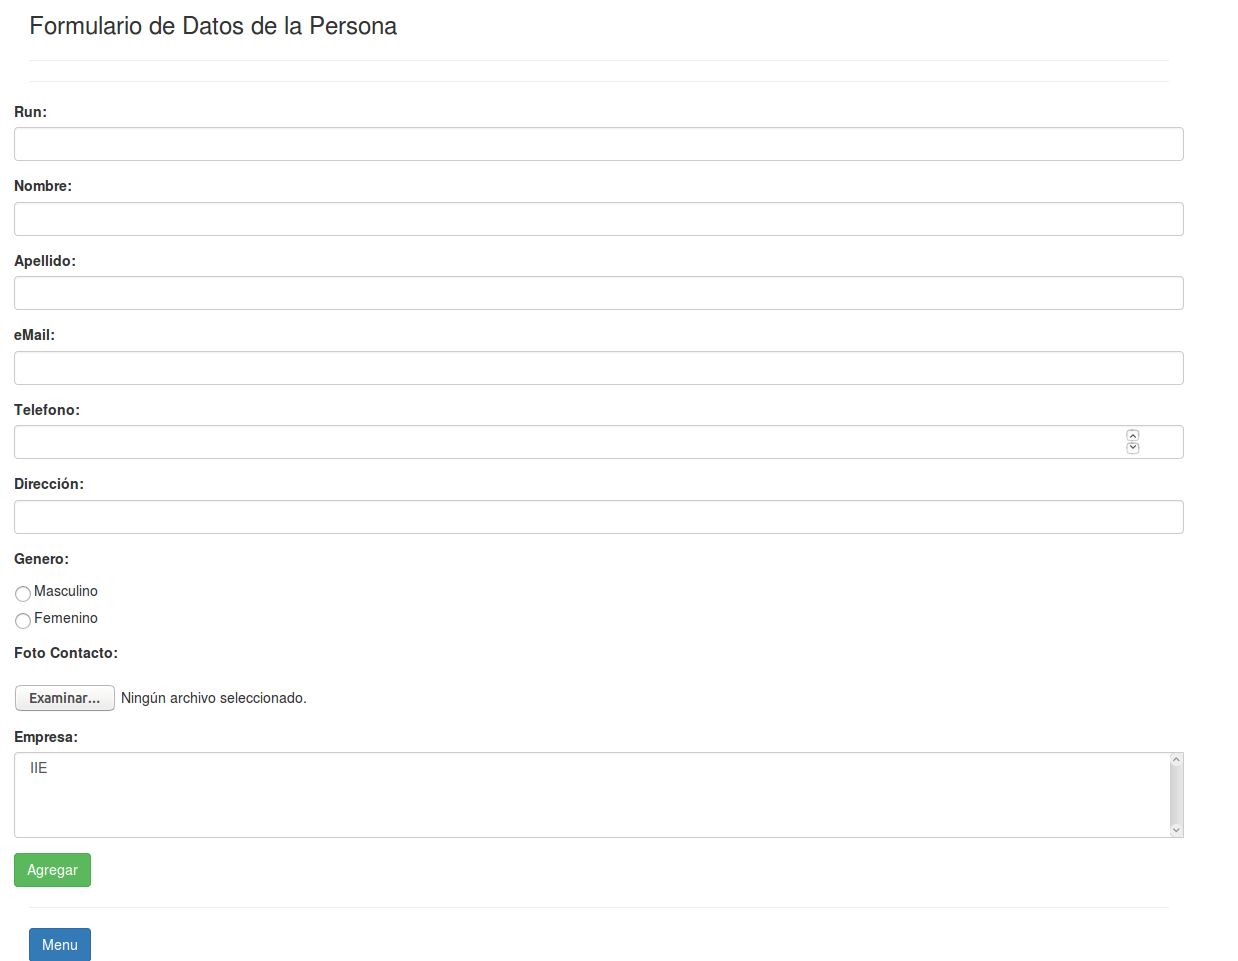 Formulario de Datos de la Persona
Run:
Nombre:
Apellido:
eMail:
Telefono:
Dirección:
Genero:
Masculino
Femenino
Foto Contacto:
Examinar... Ningún archivo seleccionado.
Empresa:
IIE
Agregar
Menu